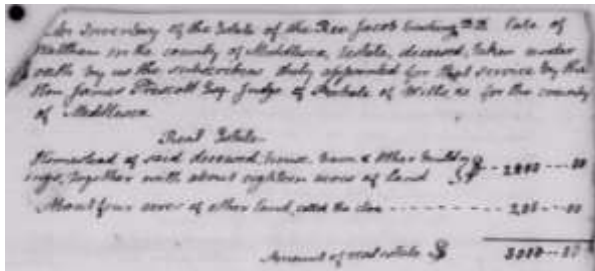 An Inventory of the Estate of the Rev. Jacob Cushing D.D. late of
Waltham in the county of Middlesex, Estate, deceased, taken under
oath by us the subscribers duly appointed for that service by the
Hon. James Prescott Esq. Judge of Probate of Wills &c for the county
of Middlesex
Real Estate
Homestead of said deceased, house, barn & other build-
ings, together with about eighteen acres of land $ --- 2800 --- 00
About four acres of other land, called the --- 200 --- 00
Amount of real estate $ 3000 --- 00